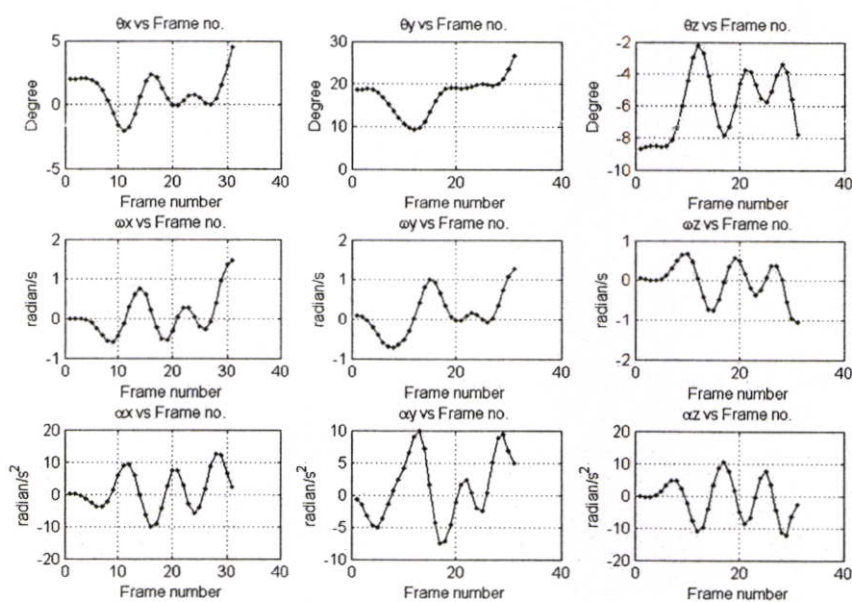 θx vs Frame no. θy vs Frame no. θz vs Frame no.
5 30 -2
Degree 0 Degree 20 Degree -4
10 -6
-8
-5 0 -10
0 10 20 30 40 0 20 40 0 20 40
Frame number Frame number Frame number
ωx vs Frame no. ωy vs Frame no. ωz vs Frame no.
2 2 1
radian/s 1 radian/s 1 radian/s 0
0 0 -1
-1 -1 -2
0 10 20 30 40 0 20 40 0 20 40
Frame number Frame number Frame number
αx vs Frame no. αy vs Frame no. αz vs Frame no.
20 10 20
radian/s² 10 radian/s² 5 radian/s² 10
0 0 0
-10 -5 -10
-20 -10 -20
0 10 20 30 40 0 20 40 0 20 40
Frame number Frame number Frame number